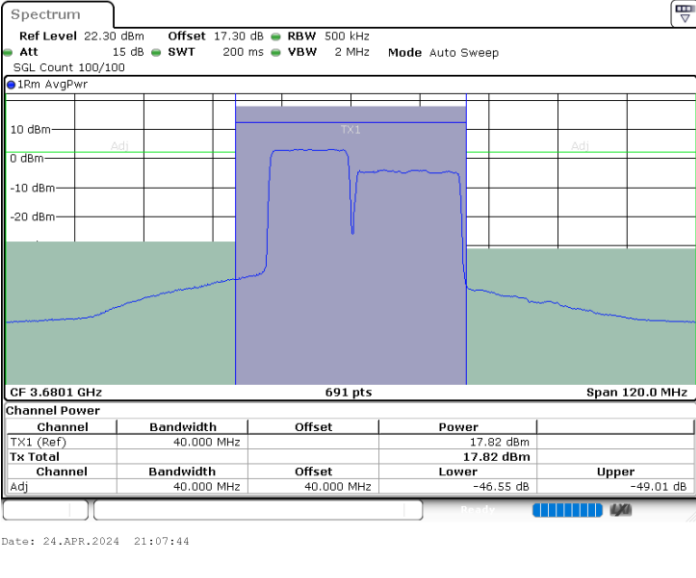 Spectrum
Ref Level 22.30 dBm Offset 17.30 dB RBW 500 kHz
Att 15 dB SWT 200 ms VBW 2 MHz Mode Auto Sweep
SGL Count 100/100
1Rm AvgPwr
TX1
10 dBm
Adj Adj
0 dBm
-10 dBm
-20 dBm
CF 3.6801 GHz 691 pts Span 120.0 MHz
Channel Power
Channel Bandwidth Offset Power
TX1 (Ref) 40.000 MHz 17.82 dBm
Tx Total 17.82 dBm
Channel Bandwidth Offset Lower Upper
Adj 40.000 MHz 40.000 MHz -46.55 dB -49.01 dB
Ready
Date: 24.APR.2024 21:07:44